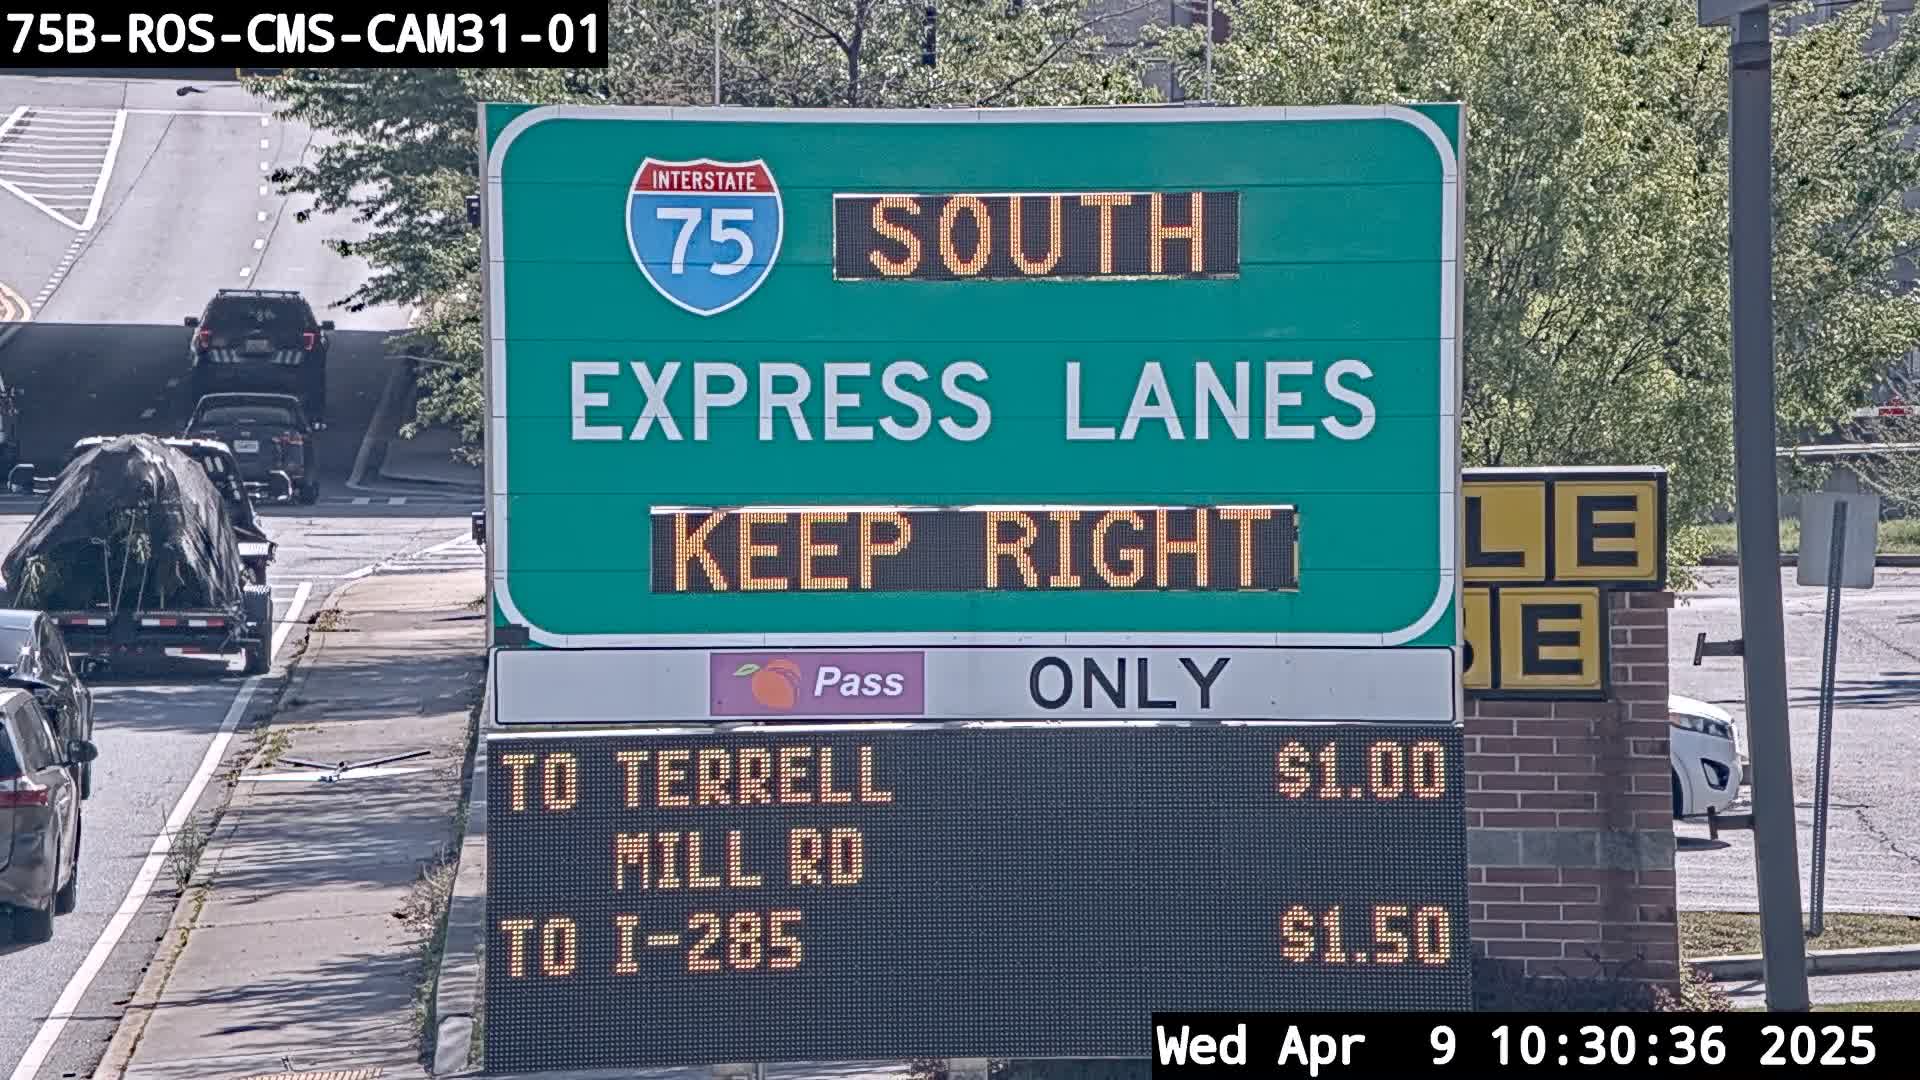 75B-ROS-CMS-CAM31-01
INTERSTATE
75
SOUTH
EXPRESS LANES
KEEP RIGHT
Pass ONLY
TO TERRELL $1.00
MILL RD
TO I-285 $1.50
LE
E
Wed Apr 9 10:30:36 2025